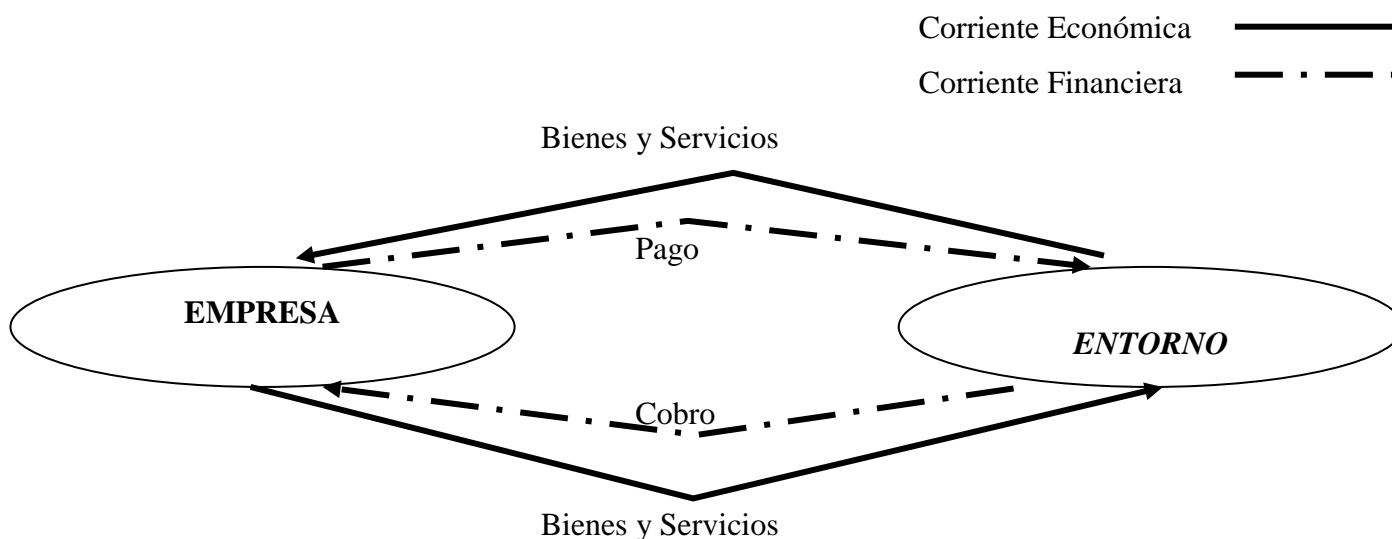 Corriente Económica
Corriente Financiera
Bienes y Servicios
Pago
EMPRESA
ENTORNO
Cobro
Bienes y Servicios